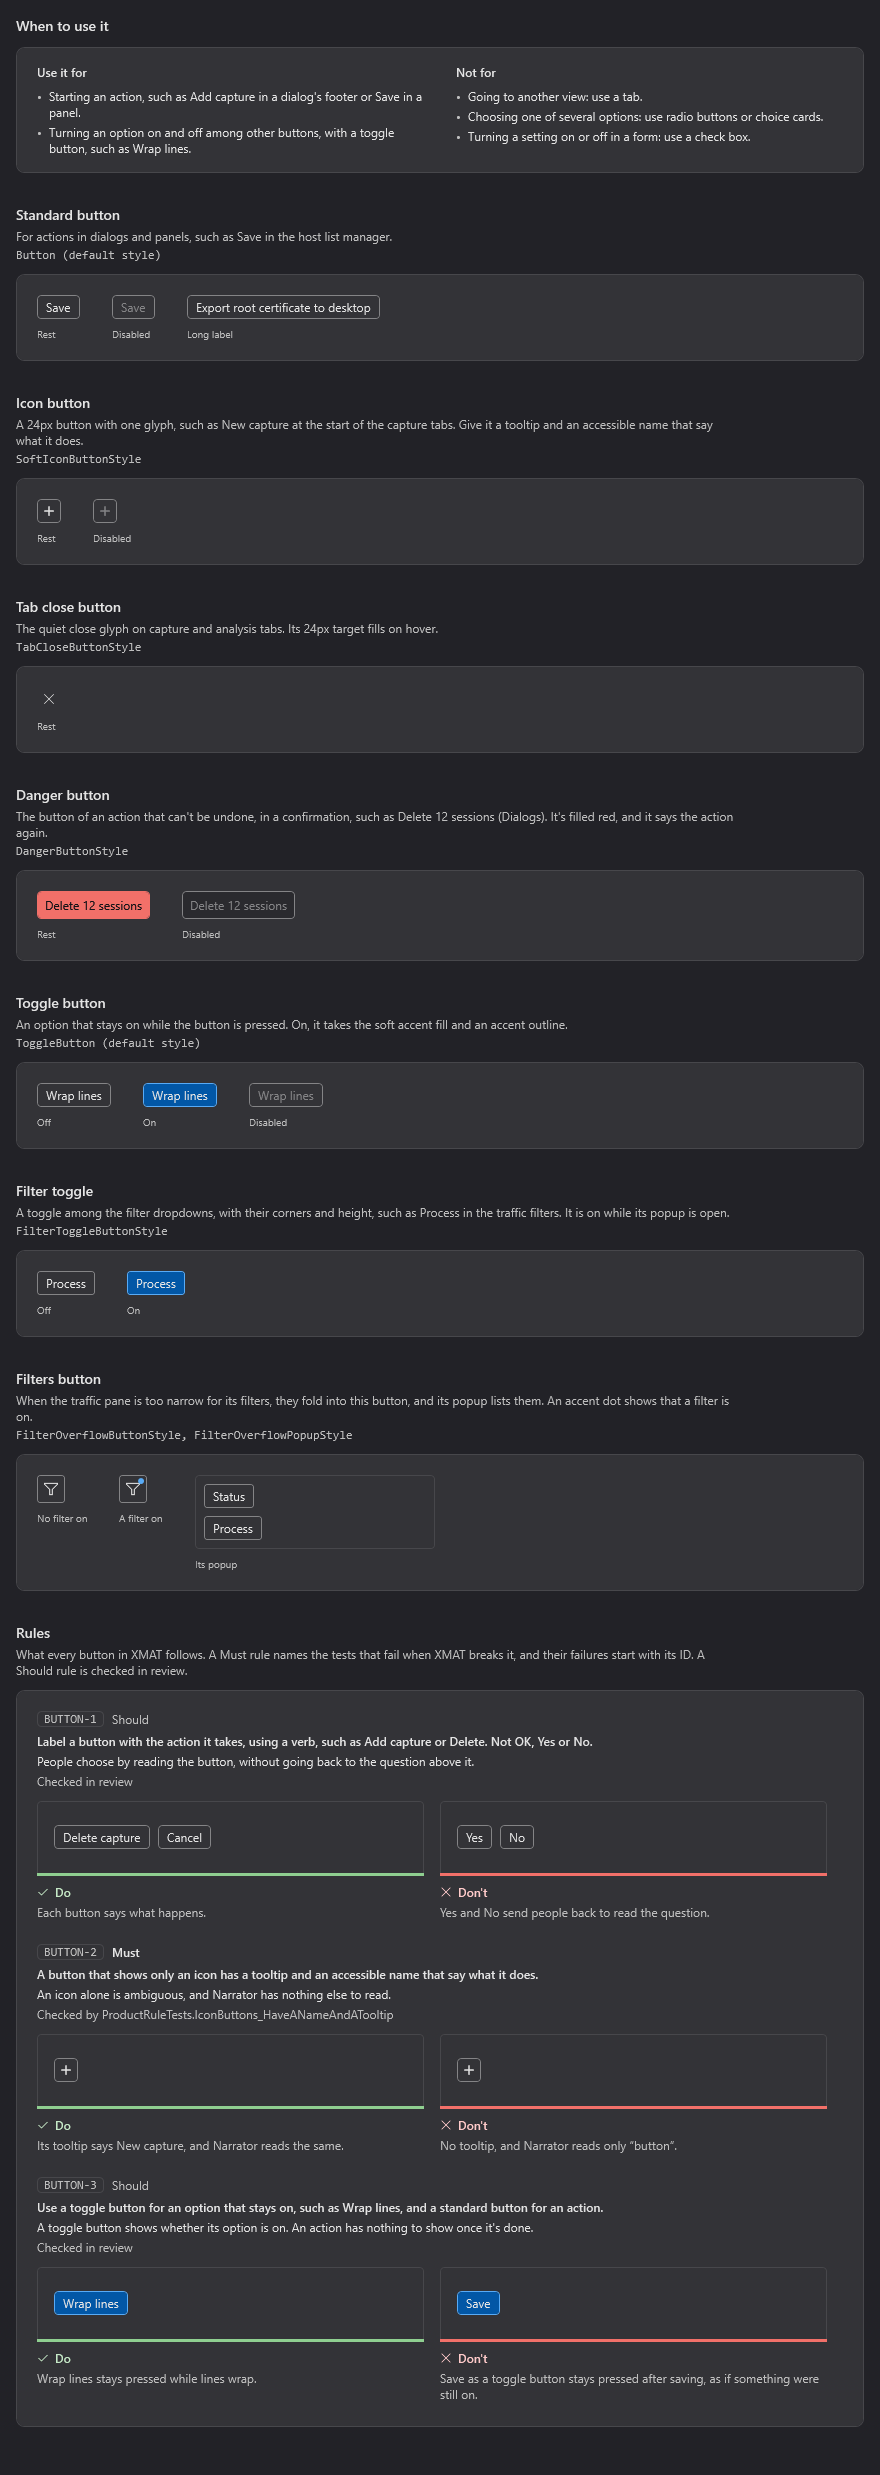 When to use it
Use it for
• Starting an action, such as Add capture in a dialog's footer or Save in a
panel.
• Turning an option on and off among other buttons, with a toggle
button, such as Wrap lines.
Not for
• Going to another view: use a tab.
• Choosing one of several options: use radio buttons or choice cards.
• Turning a setting on or off in a form: use a check box.
Standard button
For actions in dialogs and panels, such as Save in the host list manager.
Button (default style)
Save
Save
Export root certificate to desktop
Rest
Disabled
Long label
Icon button
A 24px button with one glyph, such as New capture at the start of the capture tabs. Give it a tooltip and an accessible name that say
what it does.
SoftIconButtonStyle
Rest
Disabled
Tab close button
The quiet close glyph on capture and analysis tabs. Its 24px target fills on hover.
TabCloseButtonStyle
Rest
Danger button
The button of an action that can't be undone, in a confirmation, such as Delete 12 sessions (Dialogs). It's filled red, and it says the action
again.
DangerButtonStyle
Delete 12 sessions
Delete 12 sessions
Rest
Disabled
Toggle button
An option that stays on while the button is pressed. On, it takes the soft accent fill and an accent outline.
ToggleButton (default style)
Wrap lines
Wrap lines
Wrap lines
Off
On
Disabled
Filter toggle
A toggle among the filter dropdowns, with their corners and height, such as Process in the traffic filters. It is on while its popup is open.
FilterToggleButtonStyle
Process
Process
Off
On
Filters button
When the traffic pane is too narrow for its filters, they fold into this button, and its popup lists them. An accent dot shows that a filter is
on.
FilterOverflowButtonStyle, FilterOverflowPopupStyle
Status
Process
No filter on
A filter on
Its popup
Rules
What every button in XMAT follows. A Must rule names the tests that fail when XMAT breaks it, and their failures start with its ID. A
Should rule is checked in review.
BUTTON-1 Should
Label a button with the action it takes, using a verb, such as Add capture or Delete. Not OK, Yes or No.
People choose by reading the button, without going back to the question above it.
Checked in review
Delete capture
Cancel
Yes
No
Do
Each button says what happens.
Don't
Yes and No send people back to read the question.
BUTTON-2 Must
A button that shows only an icon has a tooltip and an accessible name that say what it does.
An icon alone is ambiguous, and Narrator has nothing else to read.
Checked by ProductRuleTests.IconButtons_HaveANameAndATooltip
Do
Its tooltip says New capture, and Narrator reads the same.
Don't
No tooltip, and Narrator reads only “button”.
BUTTON-3 Should
Use a toggle button for an option that stays on, such as Wrap lines, and a standard button for an action.
A toggle button shows whether its option is on. An action has nothing to show once it's done.
Checked in review
Wrap lines
Save
Do
Wrap lines stays pressed while lines wrap.
Don't
Save as a toggle button stays pressed after saving, as if something were
still on.